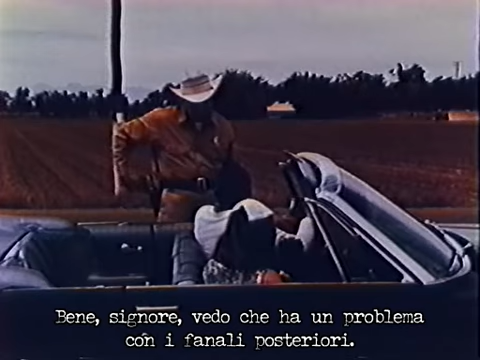 Bene, signore, vedo che ha un problema
con i fanali posteriori.